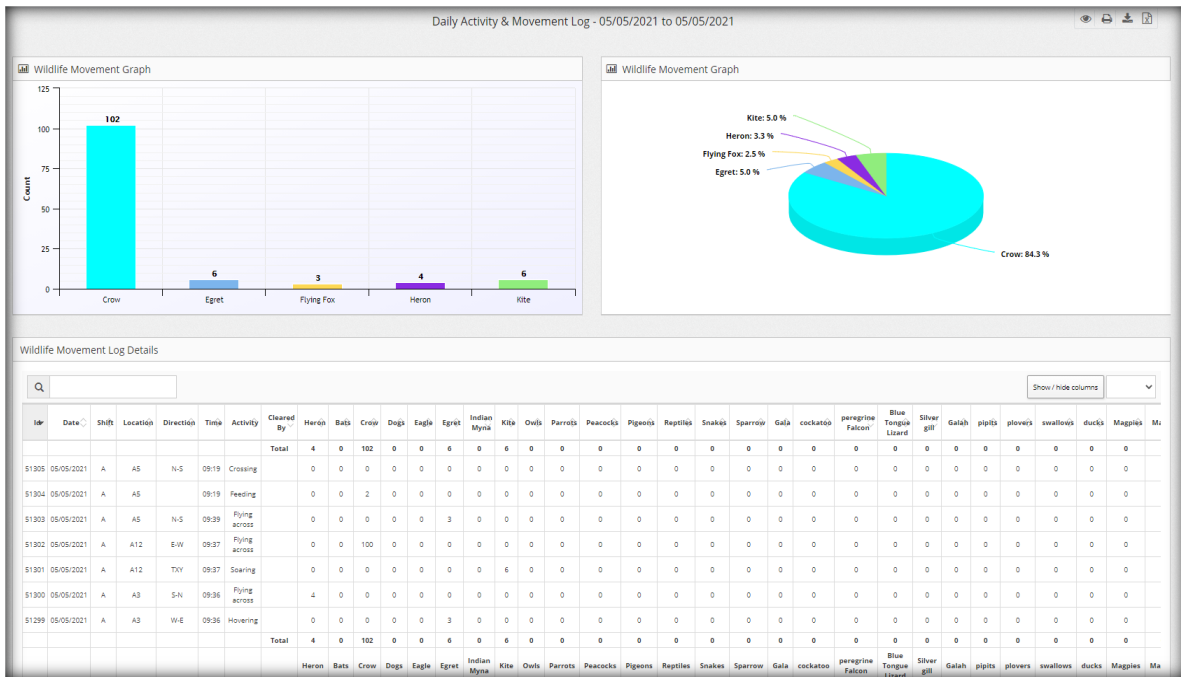 Daily Activity & Movement Log - 05/05/2021 to 05/05/2021
Wildlife Movement Graph
125
100
75
50
25
0
Count
102
6
3
4
6
Crow Egret Flying Fox Heron Kite
Wildlife Movement Graph
Kite: 5.0 %
Heron: 3.3 %
Flying Fox: 2.5 %
Egret: 5.0 %
Crow: 84.3 %
Wildlife Movement Log Details
Show / hide columns
Id Date Shift Location Direction Time Activity Cleared By Heron Bats Crow Dogs Eagle Egret Indian Myna Kite Owls Parrots Peacocks Pigeons Reptiles Snakes Sparrow Gala cockatoo peregrine Falcon Blue Tongue Lizard Silver gill Galah pipits plovers swallows ducks Magpies Ma
Total 4 0 102 0 0 6 0 6 0 0 0 0 0 0 0 0 0 0 0 0 0 0 0 0 0 0
51305 05/05/2021 A A5 N-S 09:19 Crossing 0 0 0 0 0 0 0 0 0 0 0 0 0 0 0 0 0 0 0 0 0 0 0 0 0 0
51304 05/05/2021 A A5 09:19 Feeding 0 0 2 0 0 0 0 0 0 0 0 0 0 0 0 0 0 0 0 0 0 0 0 0 0 0
51303 05/05/2021 A A5 N-S 09:39 Flying across 0 0 0 0 0 3 0 0 0 0 0 0 0 0 0 0 0 0 0 0 0 0 0 0 0 0
51302 05/05/2021 A A12 E-W 09:37 Flying across 0 0 100 0 0 0 0 0 0 0 0 0 0 0 0 0 0 0 0 0 0 0 0 0 0 0
51301 05/05/2021 A A12 TXY 09:37 Soaring 0 0 0 0 0 0 0 6 0 0 0 0 0 0 0 0 0 0 0 0 0 0 0 0 0 0
51300 05/05/2021 A A3 S-N 09:36 Flying across 4 0 0 0 0 0 0 0 0 0 0 0 0 0 0 0 0 0 0 0 0 0 0 0 0 0
51299 05/05/2021 A A3 W-E 09:36 Hovering 0 0 0 0 0 3 0 0 0 0 0 0 0 0 0 0 0 0 0 0 0 0 0 0 0 0
Total 4 0 102 0 0 6 0 6 0 0 0 0 0 0 0 0 0 0 0 0 0 0 0 0 0 0
Heron Bats Crow Dogs Eagle Egret Indian Myna Kite Owls Parrots Peacocks Pigeons Reptiles Snakes Sparrow Gala cockatoo peregrine Falcon Blue Tongue Lizard Silver gill Galah pipits plovers swallows ducks Magpies Ma